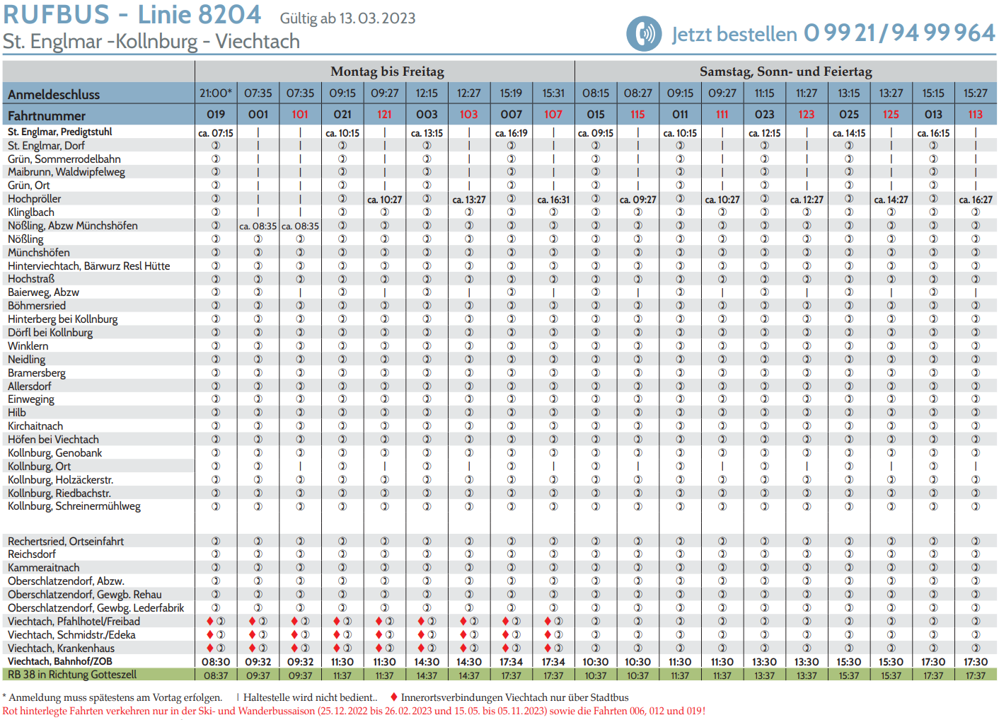 RUFBUS - Linie 8204 Gültig ab 13. 03. 2023
St. Englmar -Kollnburg - Viechtach
Jetzt bestellen 0 99 21 / 94 99 964
Montag bis Freitag Samstag, Sonn- und Feiertag
Anmeldeschluss 21:00* 07:35 07:35 09:15 09:27 12:15 12:27 15:19 15:31 08:15 08:27 09:15 09:27 11:15 11:27 13:15 13:27 15:15 15:27
Fahrtnummer 019 001 101 021 121 003 103 007 107 015 115 011 111 023 123 025 125 013 113
St. Englmar, Predigtstuhl ca. 07:15 | | ca. 10:15 | ca. 13:15 | ca. 16:19 | ca. 09:15 | ca. 10:15 | ca. 12:15 | ca. 14:15 | ca. 16:15 |
St. Englmar, Dorf
Grün, Sommerrodelbahn
Maibrunn, Waldwipfelweg
Grün, Ort
Hochpröller ca. 10:27 ca. 13:27 ca. 16:31 ca. 09:27 ca. 10:27 ca. 12:27 ca. 14:27 ca. 16:27
Klinglbach
Nößling, Abzw Münchshöfen ca. 08:35 ca. 08:35
Nößling
Münchshöfen
Hinterviechtach, Bärwurz Resl Hütte
Hochstraß
Baierweg, Abzw
Böhmersried
Hinterberg bei Kollnburg
Dörfl bei Kollnburg
Winklern
Neidling
Bramersberg
Allersdorf
Einweging
Hilb
Kirchaitnach
Höfen bei Viechtach
Kollnburg, Genobank
Kollnburg, Ort
Kollnburg, Holzäckerstr.
Kollnburg, Riedbachstr.
Kollnburg, Schreinermühlweg
Rechertsried, Ortseinfahrt
Reichsdorf
Kammeraitnach
Oberschlatzendorf, Abzw.
Oberschlatzendorf, Gewgb. Rehau
Oberschlatzendorf, Gewbg. Lederfabrik
Viechtach, Pfahlhotel/Freibad
Viechtach, Schmidstr./Edeka
Viechtach, Krankenhaus
Viechtach, Bahnhof/ZOB 08:30 09:32 09:32 11:30 11:30 14:30 14:30 17:34 17:34 10:30 10:30 11:30 11:30 13:30 13:30 15:30 15:30 17:30 17:30
RB 38 in Richtung Gotteszell 08:37 09:37 09:37 11:37 11:37 14:37 14:37 17:37 17:37 10:37 10:37 11:37 11:37 13:37 13:37 15:37 15:37 17:37 17:37
* Anmeldung muss spätestens am Vortag erfolgen. | Haltestelle wird nicht bedient.. ♦ Innerortsverbindungen Viechtach nur über Stadtbus
Rot hinterlegte Fahrten verkehren nur in der Ski- und Wanderbussaison (25. 12. 2022 bis 26. 02. 2023 und 15. 05. bis 05. 11. 2023) sowie die Fahrten 006, 012 und 019!